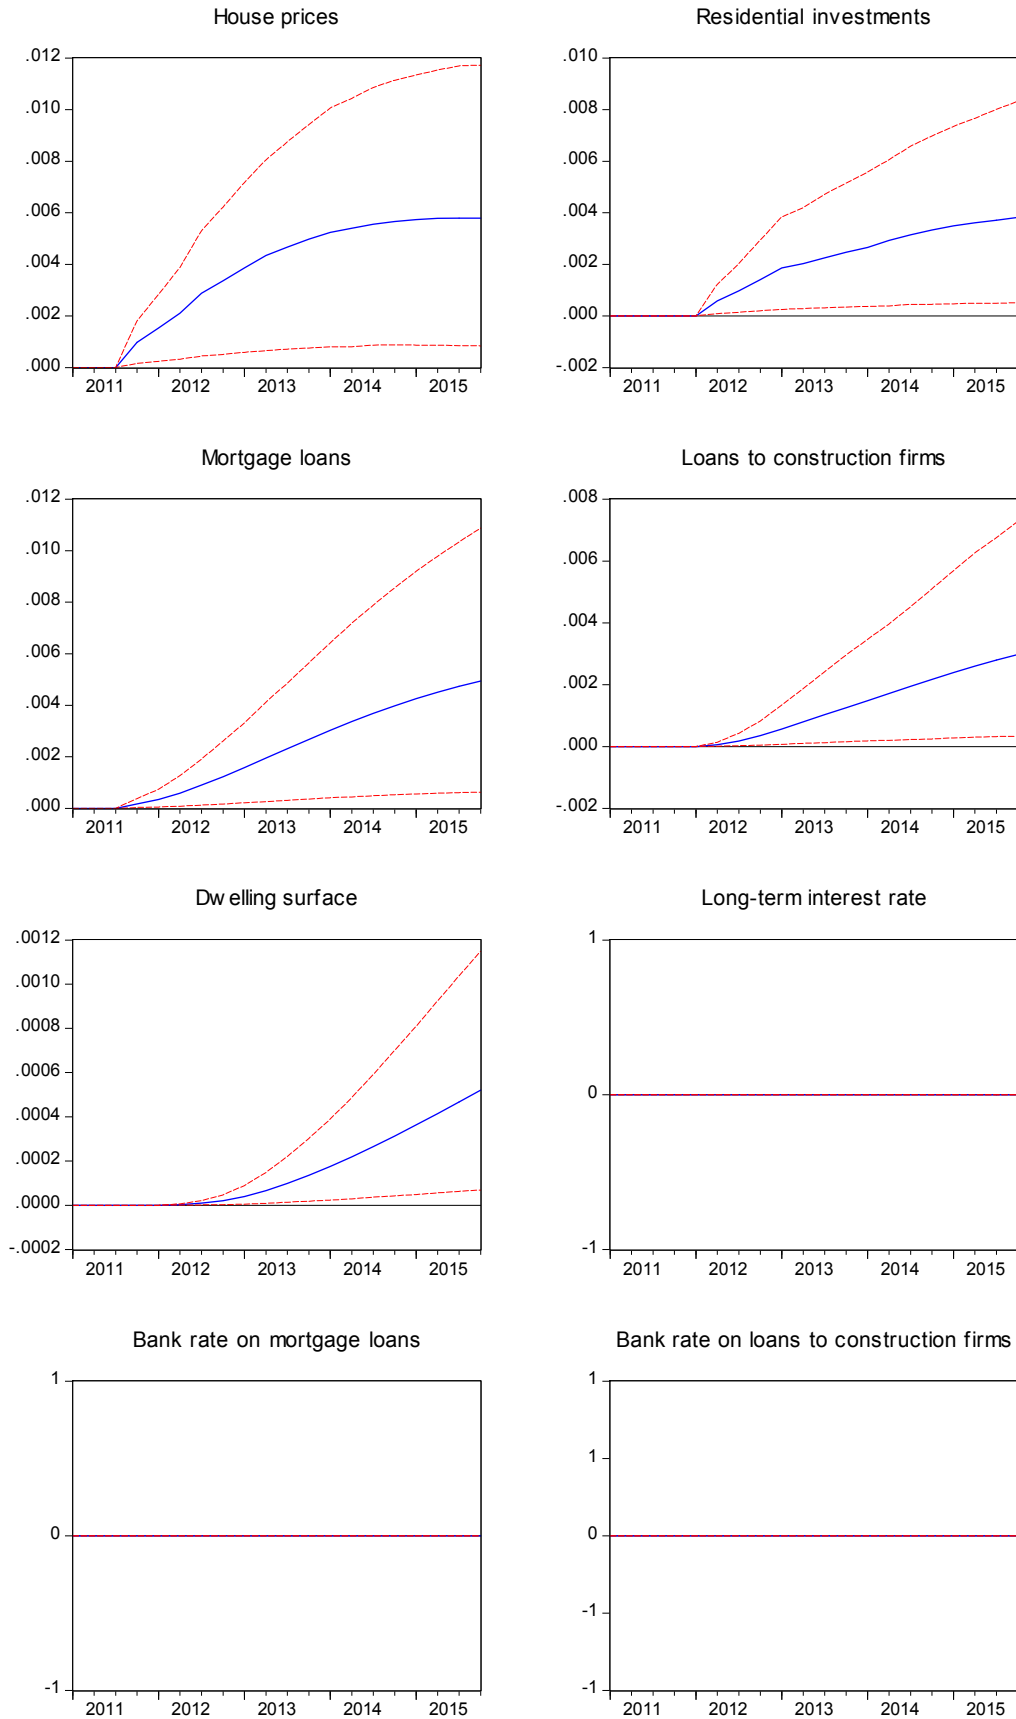 House prices
.012
.010
.008
.006
.004
.002
.000
2011 2012 2013 2014 2015
Residential investments
.010
.008
.006
.004
.002
.000
-.002
2011 2012 2013 2014 2015
Mortgage loans
.012
.010
.008
.006
.004
.002
.000
2011 2012 2013 2014 2015
Loans to construction firms
.008
.006
.004
.002
.000
-.002
2011 2012 2013 2014 2015
Dwelling surface
.0012
.0010
.0008
.0006
.0004
.0002
.0000
-.0002
2011 2012 2013 2014 2015
Long-term interest rate
1
0
-1
2011 2012 2013 2014 2015
Bank rate on mortgage loans
1
0
-1
2011 2012 2013 2014 2015
Bank rate on loans to construction firms
1
1
0
-1
-1
2011 2012 2013 2014 2015